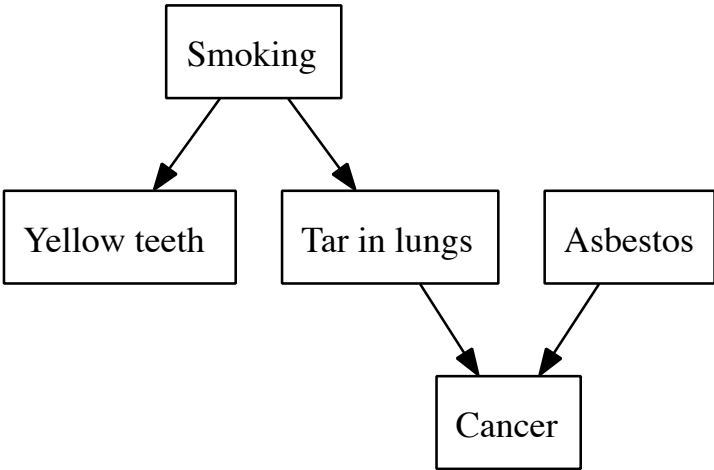 Smoking
Yellow teeth
Tar in lungs
Asbestos
Cancer